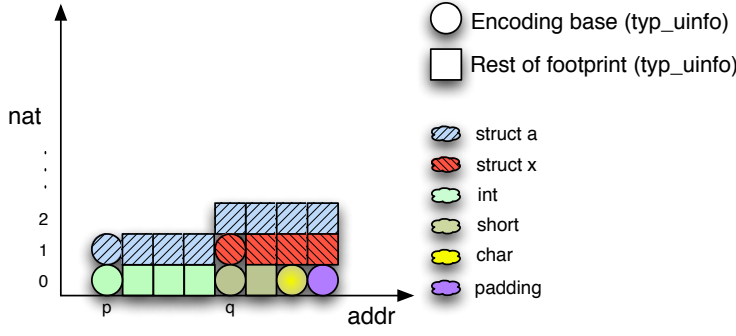 Encoding base (typ_uinfo)
Rest of footprint (typ_uinfo)
nat
.
.
.
2
1
0
p
q
addr
struct a
struct x
int
short
char
padding